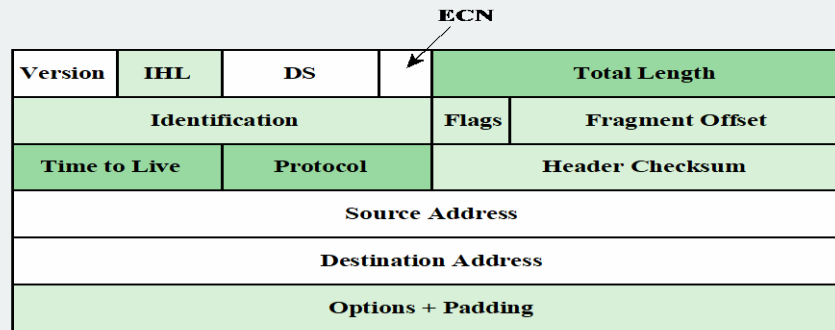 ECN
Version IHL DS Total Length
Identification Flags Fragment Offset
Time to Live Protocol Header Checksum
Source Address
Destination Address
Options + Padding